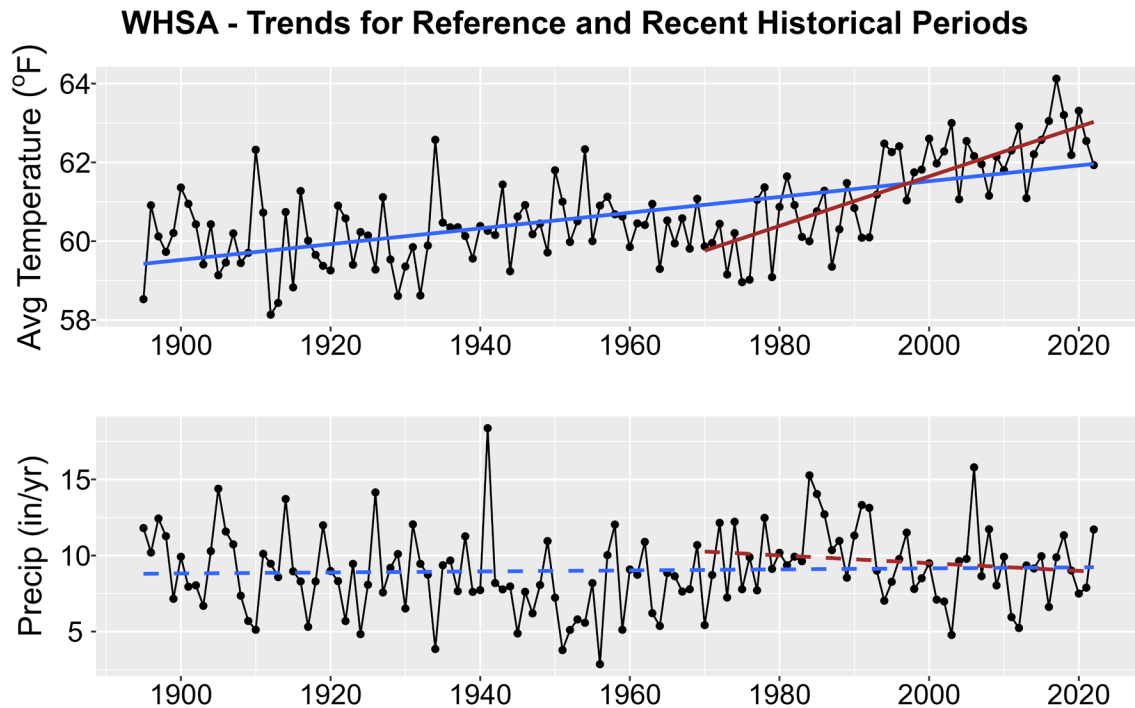 WHSA - Trends for Reference and Recent Historical Periods
Avg Temperature (°F)
64
62
60
58
1900 1920 1940 1960 1980 2000 2020
Precip (in/yr)
15
10
5
1900 1920 1940 1960 1980 2000 2020